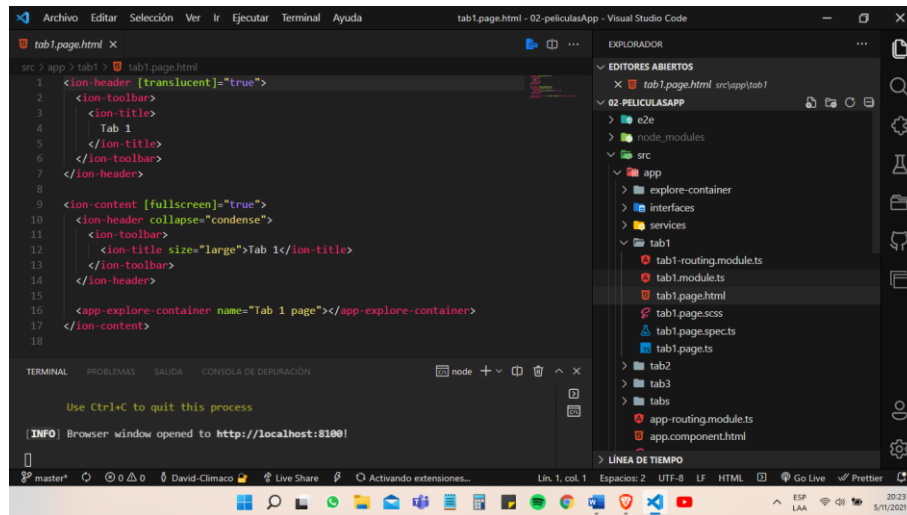 Archivo Editar Selección Ver Ir Ejecutar Terminal Ayuda
tab1.page.html - 02-peliculasApp - Visual Studio Code
tab1.page.html
src > app > tab1 > tab1.page.html
1 <ion-header [translucent]="true">
2 <ion-toolbar>
3 <ion-title>
4 Tab 1
5 </ion-title>
6 </ion-toolbar>
7 </ion-header>
8
9 <ion-content [fullscreen]="true">
10 <ion-header collapse="condense">
11 <ion-toolbar>
12 <ion-title size="large">Tab 1</ion-title>
13 </ion-toolbar>
14 </ion-header>
15
16 <app-explore-container name="Tab 1 page"></app-explore-container>
17 </ion-content>
18
TERMINAL PROBLEMAS SALIDA CONSOLA DE DEPURACIÓN
node
Use Ctrl+C to quit this process
[INFO] Browser window opened to http://localhost:8100!
EXPLORADOR
EDITORES ABIERTOS
tab1.page.html src\app\tab1
02-PELICULASAPP
e2e
node_modules
src
app
explore-container
interfaces
services
tab1
tab1-routing.module.ts
tab1.module.ts
tab1.page.html
tab1.page.scss
tab1.page.spec.ts
tab1.page.ts
tab2
tab3
tabs
app-routing.module.ts
app.component.html
LÍNEA DE TIEMPO
master* 0 0 David-Climaco Live Share Activando extensiones... Lín. 1, col. 1 Espacios: 2 UTF-8 LF HTML Go Live Prettier
ESP
LAA
20:23
5/11/2021